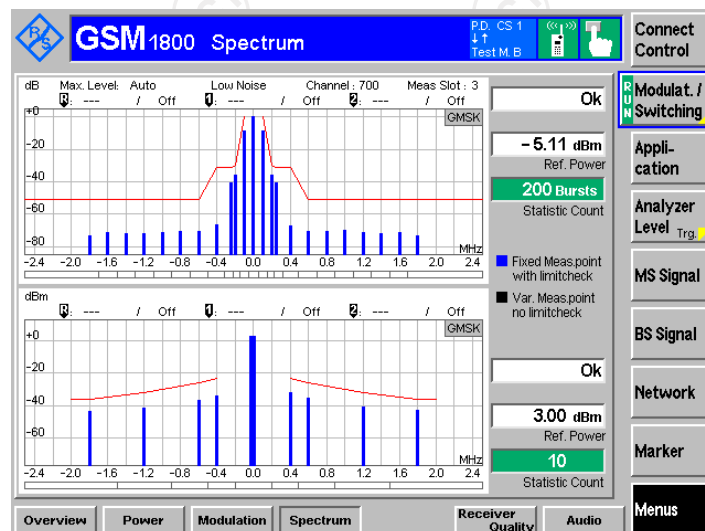 R&S
GSM 1800 Spectrum
P.D. CS 1
Test M. B
Connect Control
dB Max. Level: Auto Low Noise Channel : 700 Meas Slot : 3
R: --- / Off 1: --- / Off 2: --- / Off
GMSK
+0
-20
-40
-60
-80
MHz
-2.4 -2.0 -1.6 -1.2 -0.8 -0.4 0.0 0.4 0.8 1.2 1.6 2.0 2.4
Ok
-5.11 dBm
Ref. Power
200 Bursts
Statistic Count
Fixed Meas.point
with limitcheck
Var. Meas.point
no limitcheck
dBm
R: --- / Off 1: --- / Off 2: --- / Off
GMSK
+0
-20
-40
-60
MHz
-2.4 -2.0 -1.6 -1.2 -0.8 -0.4 0.0 0.4 0.8 1.2 1.6 2.0 2.4
Ok
3.00 dBm
Ref. Power
10
Statistic Count
RUN
Modulat. /
Switching
Appli-
cation
Analyzer
Level Trg.
MS Signal
BS Signal
Network
Marker
Menus
Overview Power Modulation Spectrum Receiver Quality Audio